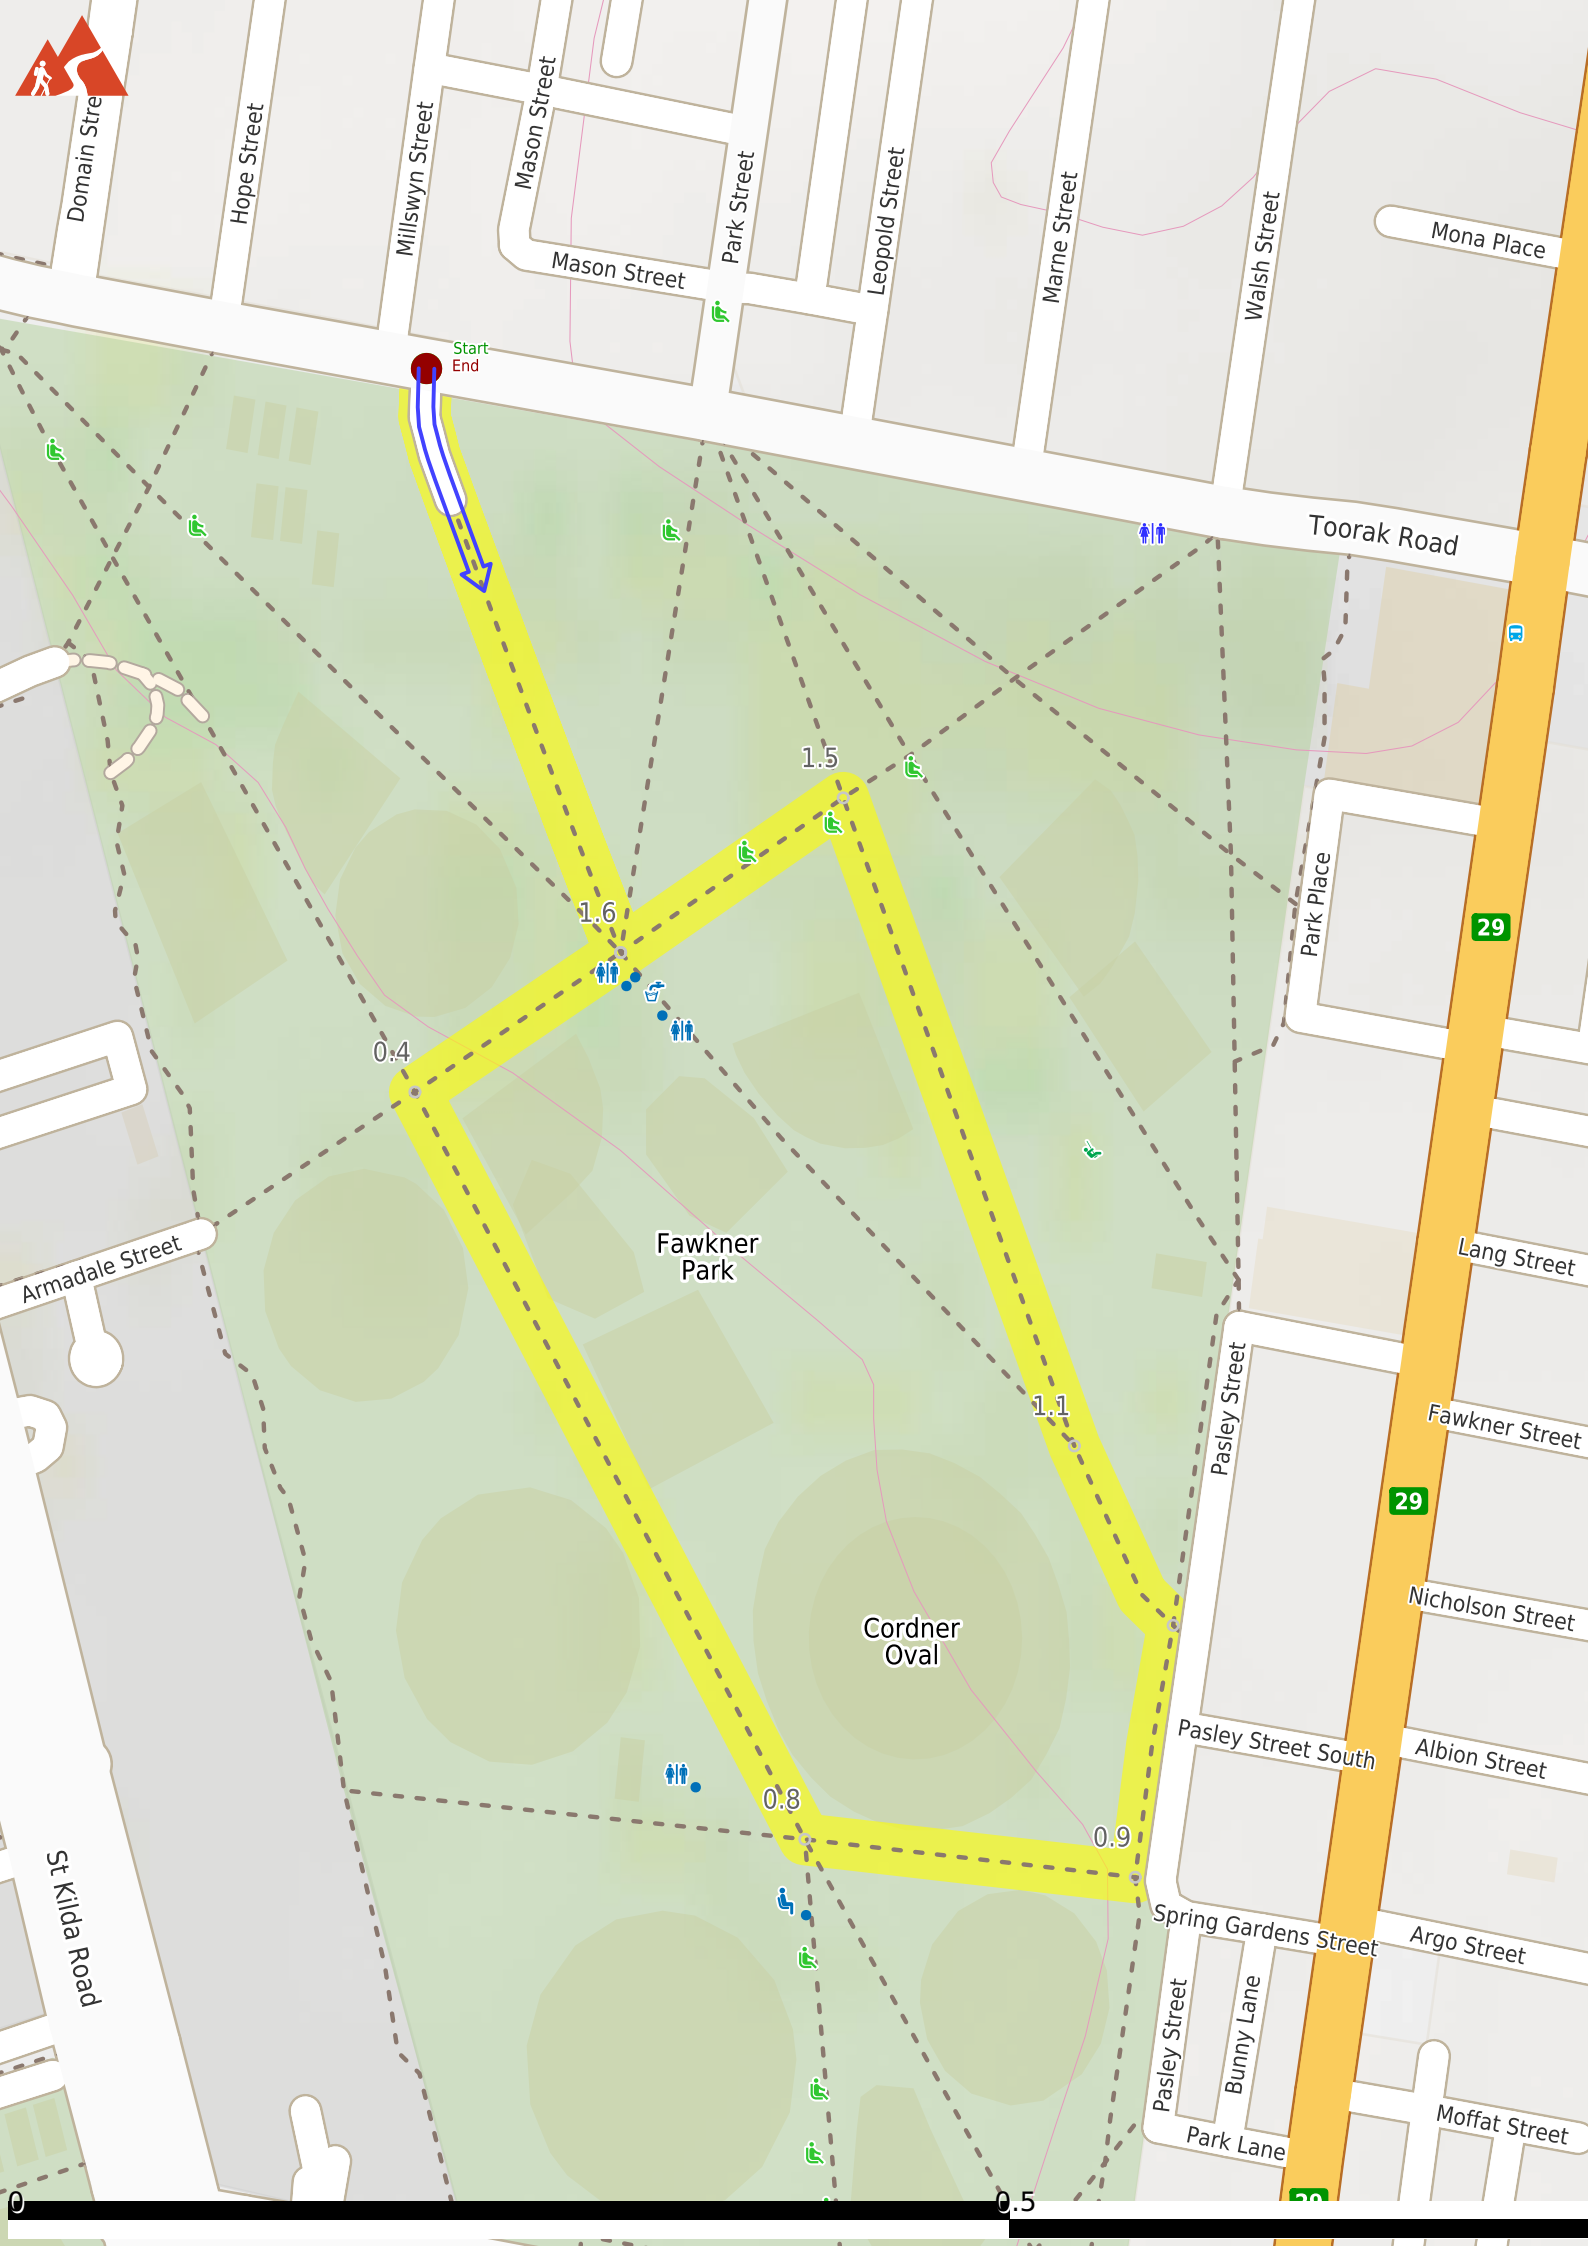 Domain Stre
Hope Street
Millswyn Street
Mason Street
Park Street
Leopold Street
Marne Street
Walsh Street
Mona Place
Mason Street
Start
End
Toorak Road
1.5
Park Place
1.6
29
0.4
Armadale Street
Fawkner
Park
Lang Street
1.1
Pasley Street
Fawkner Street
29
Nicholson Street
Cordner
Oval
Pasley Street South
Albion Street
0.8
0.9
St Kilda Road
Spring Gardens Street
Argo Street
Pasley Street
Bunny Lane
Moffat Street
Park Lane
29
0
0.5